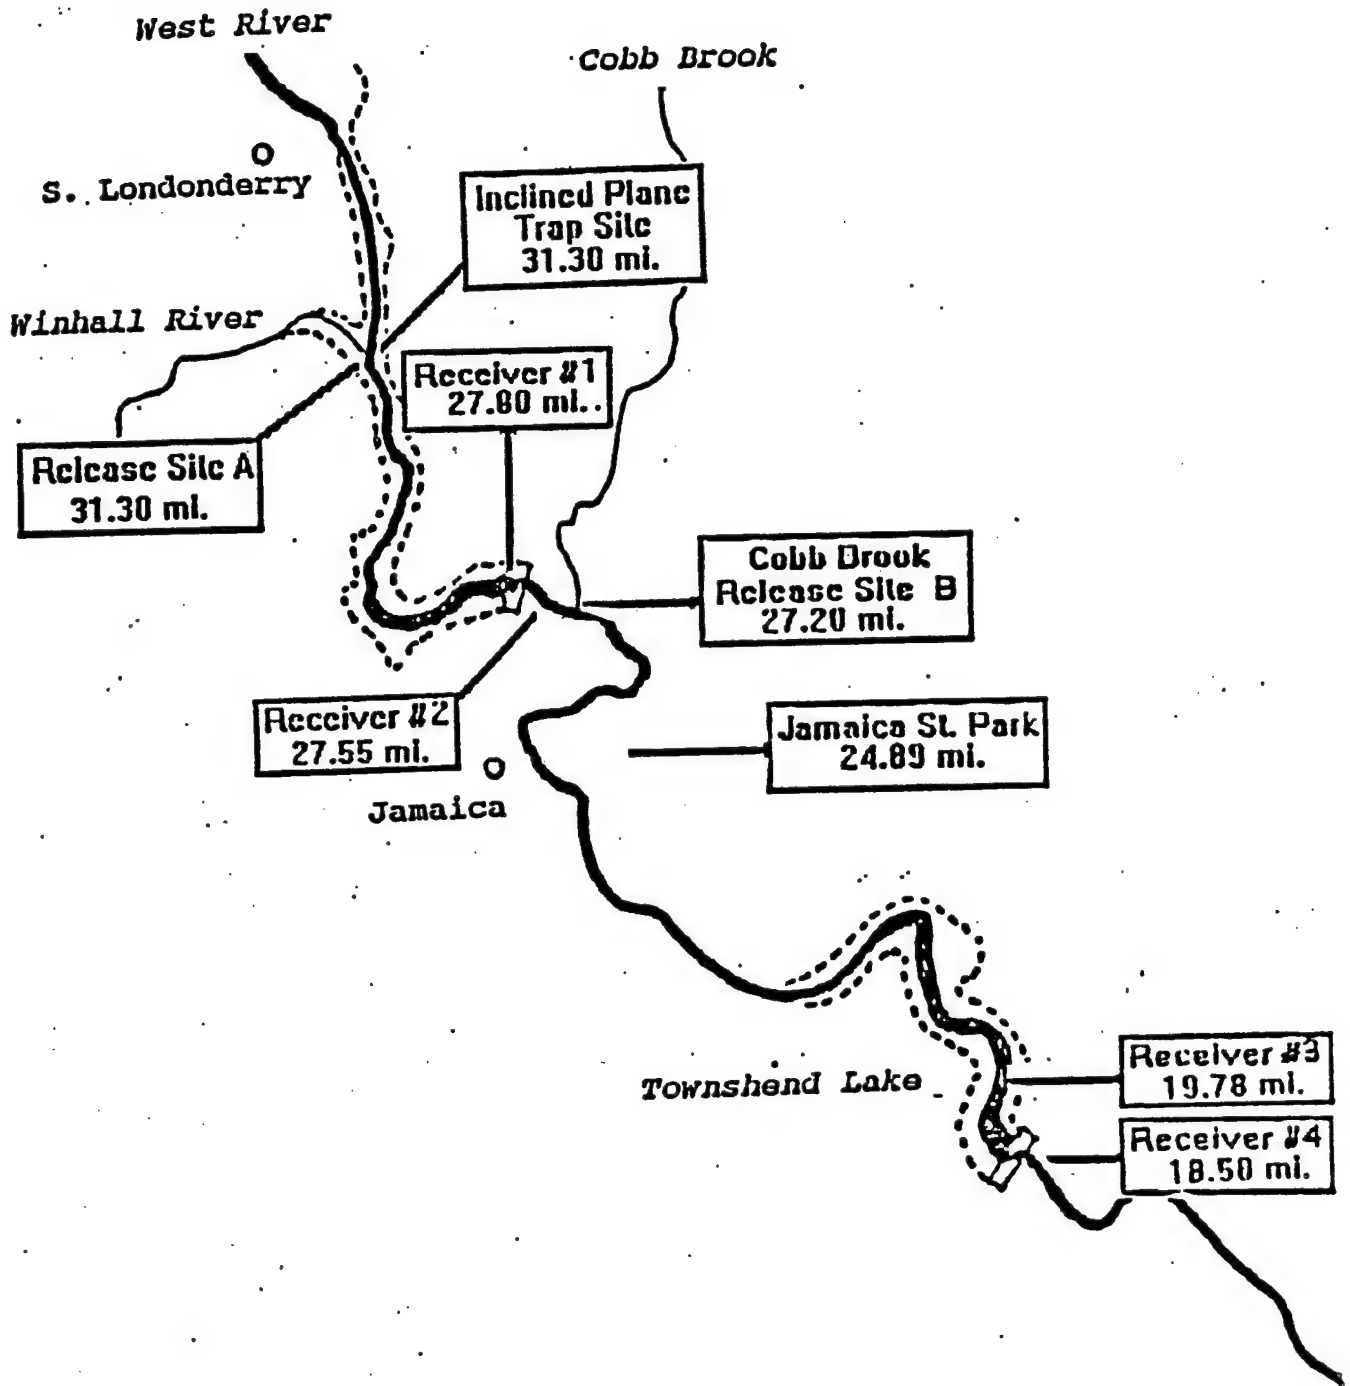 West River
Cobb Brook
S. Londonderry
Inclined Plane
Trap Site
31.30 mi.
Winhall River
Receiver #1
27.80 mi.
Release Site A
31.30 mi.
Cobb Brook
Release Site B
27.20 mi.
Receiver #2
27.55 mi.
Jamaica St. Park
24.89 mi.
Jamaica
Townshend Lake
Receiver #3
19.78 mi.
Receiver #4
18.50 mi.